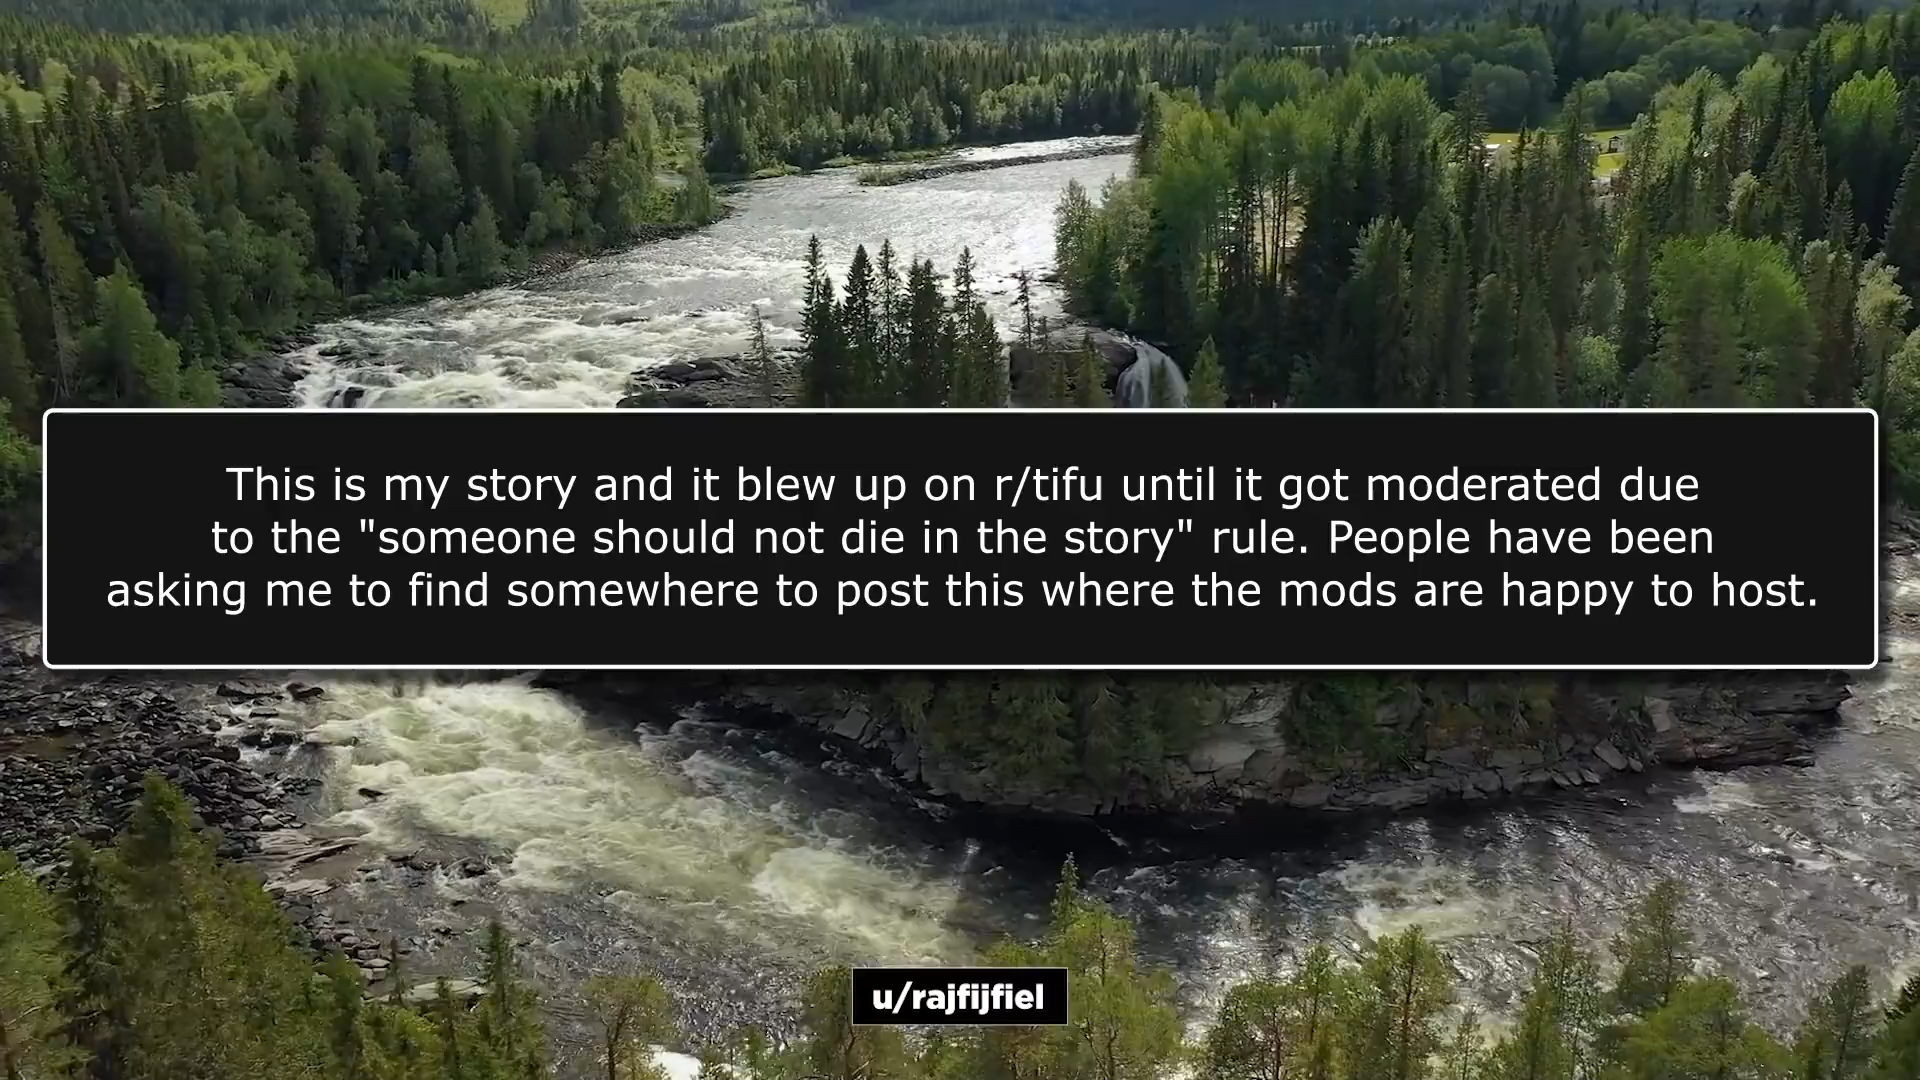 This is my story and it blew up on r/tifu until it got moderated due
to the "someone should not die in the story" rule. People have been
asking me to find somewhere to post this where the mods are happy to host.
u/rajfijfiel